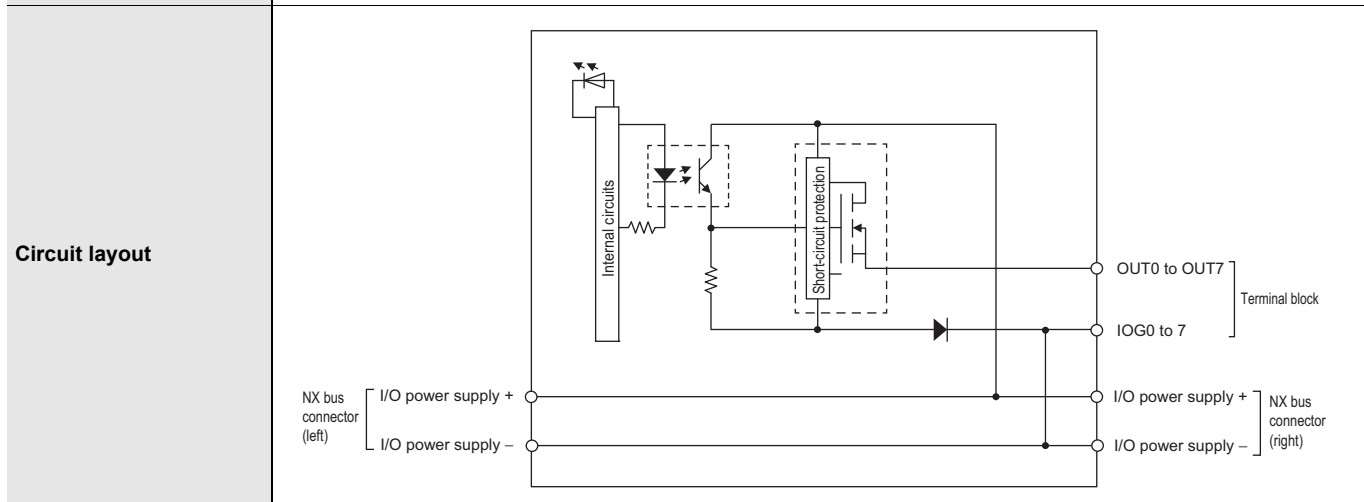 Circuit layout
Internal circuits
Short-circuit protection
OUT0 to OUT7
Terminal block
IOG0 to 7
NX bus
connector
(left)
I/O power supply +
I/O power supply –
I/O power supply +
I/O power supply –
NX bus
connector
(right)